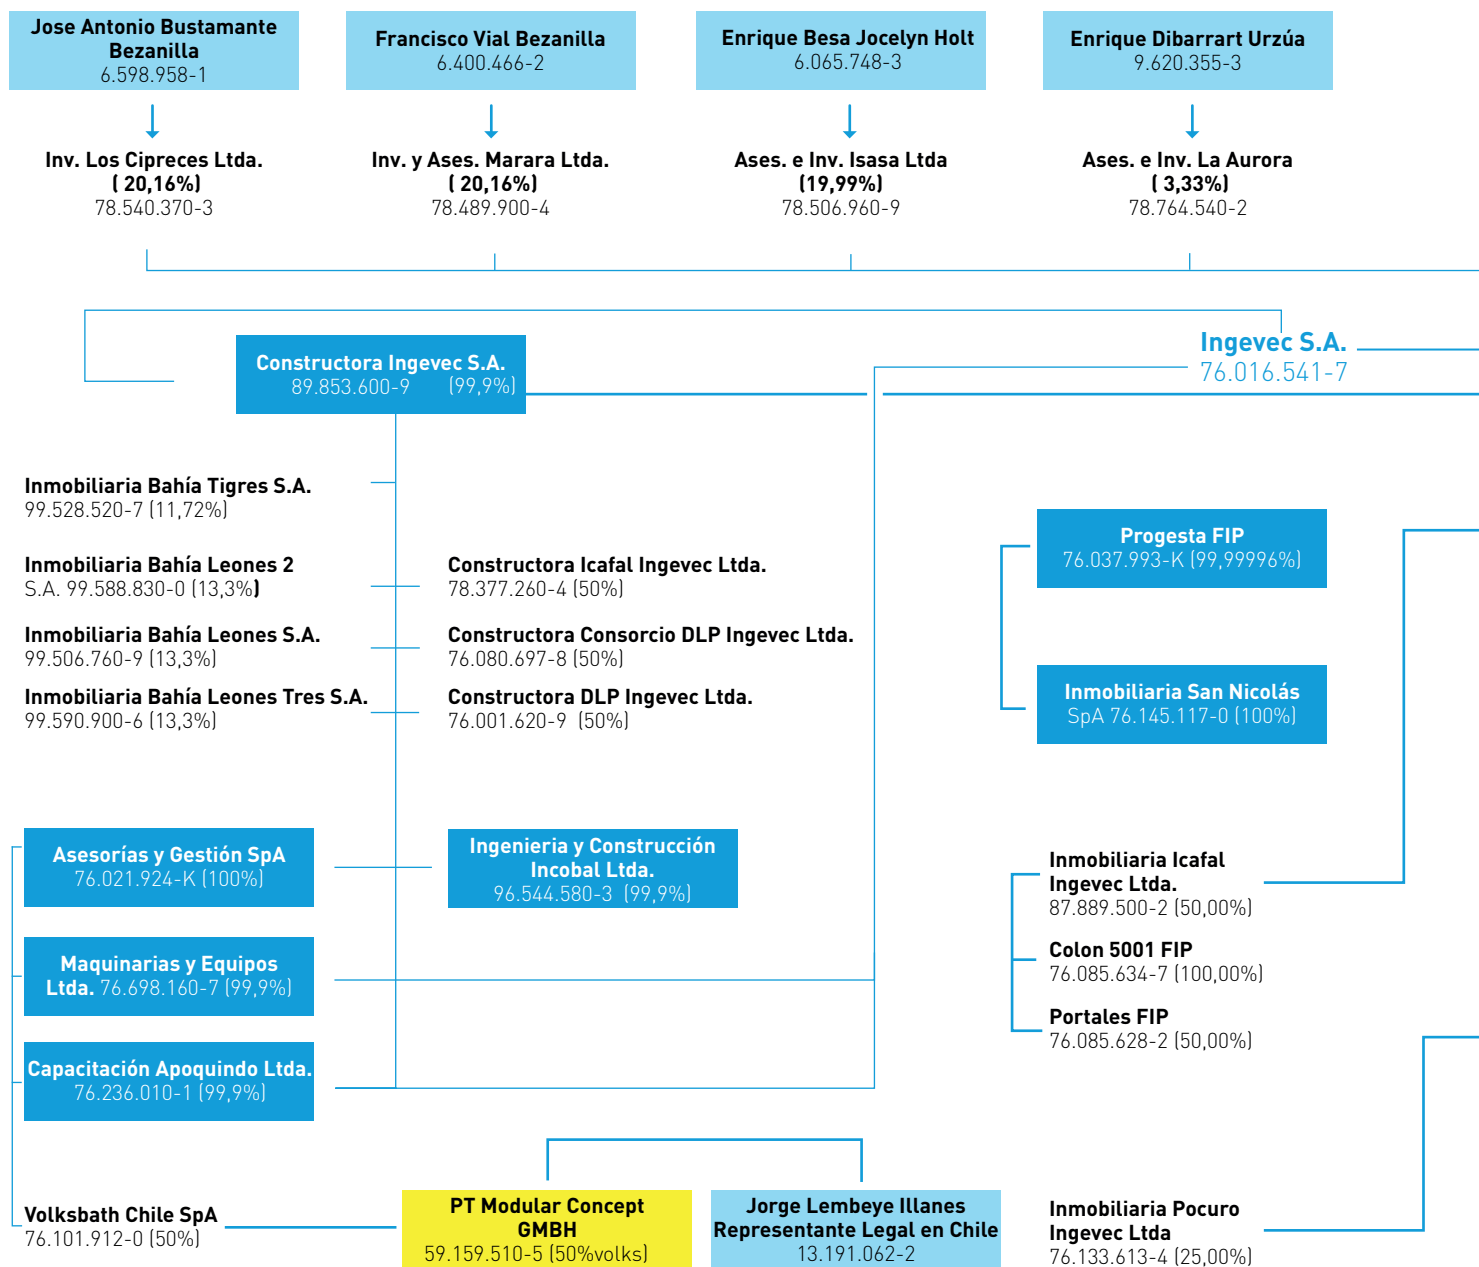 Jose Antonio Bustamante
Bezanilla
6.598.958-1
Francisco Vial Bezanilla
6.400.466-2
Enrique Besa Jocelyn Holt
6.065.748-3
Enrique Dibarrart Urzúa
9.620.355-3
Inv. Los Cipreces Ltda.
( 20,16%)
78.540.370-3
Inv. y Ases. Marara Ltda.
( 20,16%)
78.489.900-4
Ases. e Inv. Isasa Ltda
(19,99%)
78.506.960-9
Ases. e Inv. La Aurora
( 3,33%)
78.764.540-2
Ingevec S.A.
76.016.541-7
Constructora Ingevec S.A.
89.853.600-9 (99,9%)
Inmobiliaria Bahía Tigres S.A.
99.528.520-7 (11,72%)
Inmobiliaria Bahía Leones 2
S.A. 99.588.830-0 (13,3%)
Inmobiliaria Bahía Leones S.A.
99.506.760-9 (13,3%)
Inmobiliaria Bahía Leones Tres S.A.
99.590.900-6 (13,3%)
Constructora Icafal Ingevec Ltda.
78.377.260-4 (50%)
Constructora Consorcio DLP Ingevec Ltda.
76.080.697-8 (50%)
Constructora DLP Ingevec Ltda.
76.001.620-9 (50%)
Progesta FIP
76.037.993-K (99,99996%)
Inmobiliaria San Nicolás
SpA 76.145.117-0 (100%)
Asesorías y Gestión SpA
76.021.924-K (100%)
Ingenieria y Construcción
Incobal Ltda.
96.544.580-3 (99,9%)
Maquinarias y Equipos
Ltda. 76.698.160-7 (99,9%)
Capacitación Apoquindo Ltda.
76.236.010-1 (99,9%)
Inmobiliaria Icafal
Ingevec Ltda.
87.889.500-2 (50,00%)
Colon 5001 FIP
76.085.634-7 (100,00%)
Portales FIP
76.085.628-2 (50,00%)
Volksbath Chile SpA
76.101.912-0 (50%)
PT Modular Concept
GMBH
59.159.510-5 (50%volks)
Jorge Lembeye Illanes
Representante Legal en Chile
13.191.062-2
Inmobiliaria Pocuro
Ingevec Ltda
76.133.613-4 (25,00%)